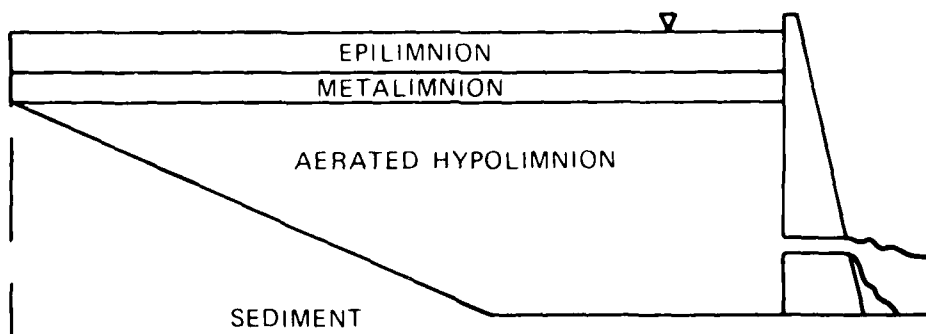 EPILIMNION
METALIMNION
AERATED HYPOLIMNION
SEDIMENT